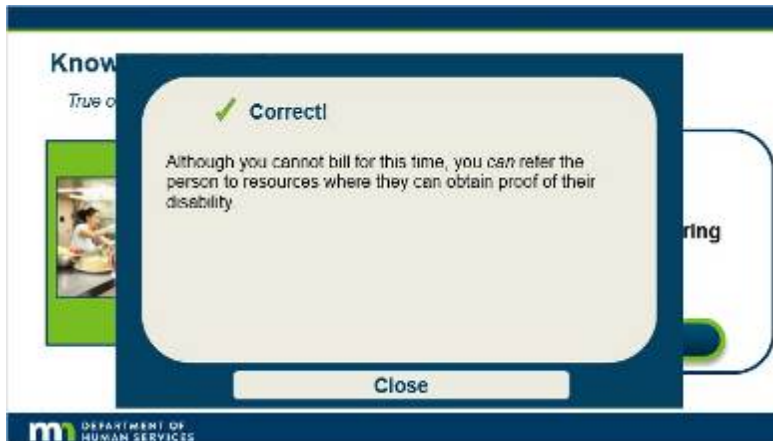 Know
True o
✓ Correct!
Although you cannot bill for this time, you can refer the
person to resources where they can obtain proof of their
disability
ring
Close
mn DEPARTMENT OF
HUMAN SERVICES